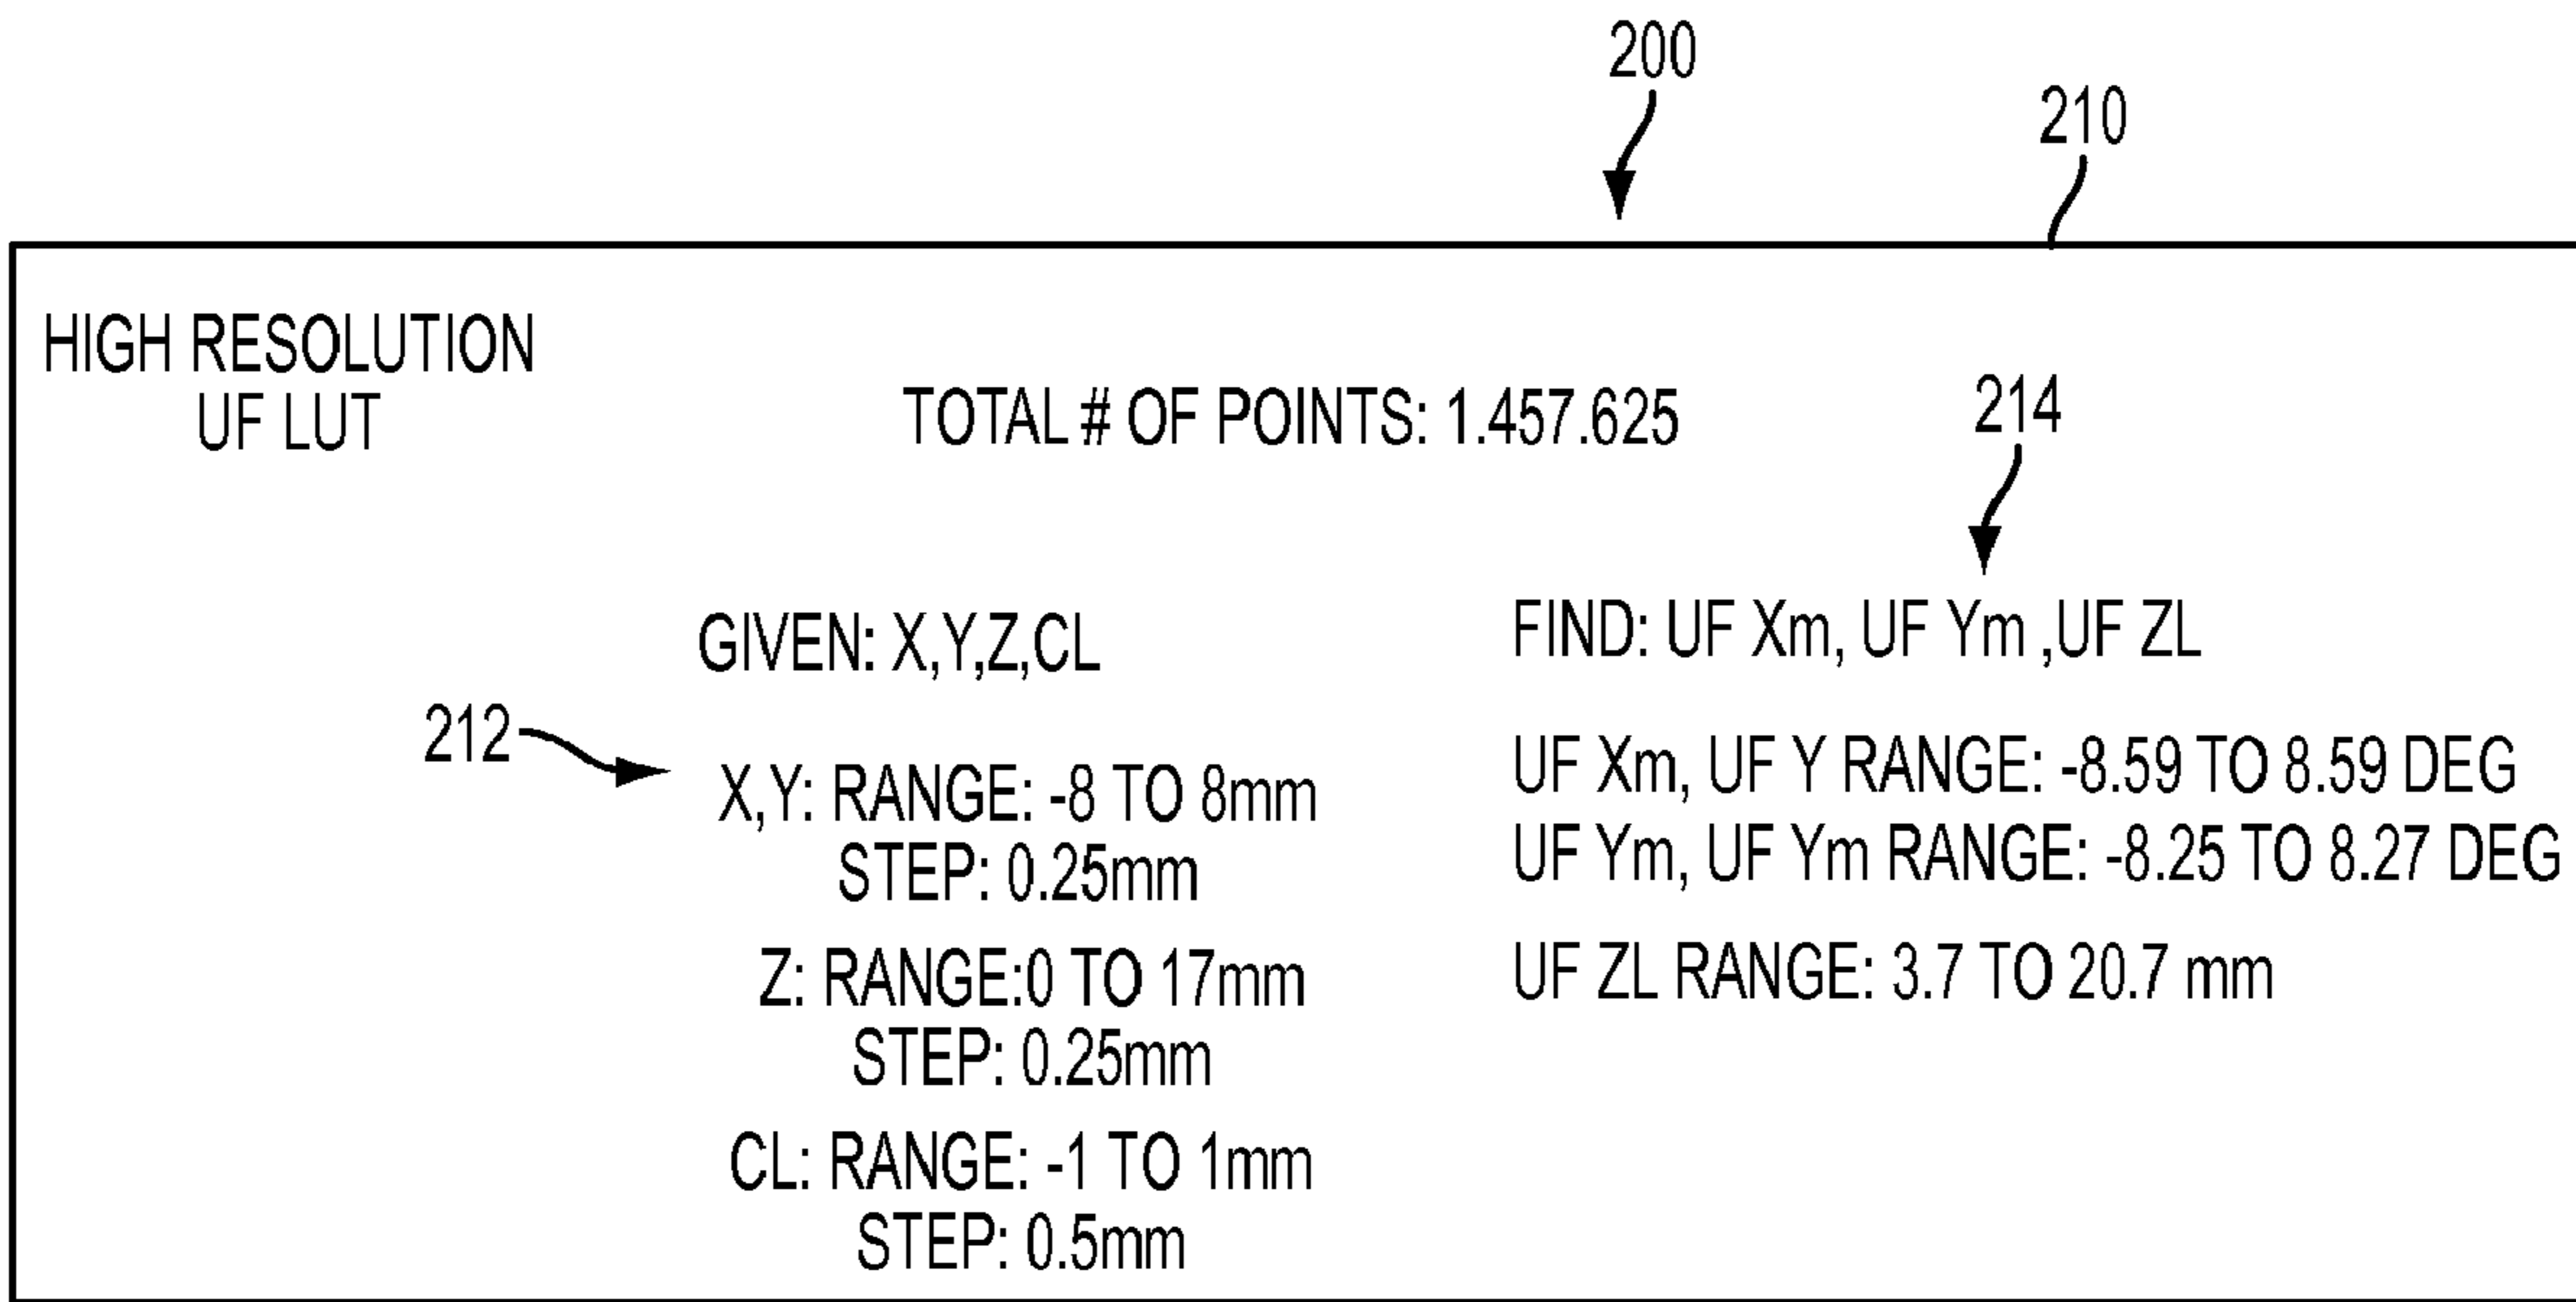 200
210
HIGH RESOLUTION
UF LUT
TOTAL # OF POINTS: 1.457.625
214
GIVEN: X,Y,Z,CL
FIND: UF Xm, UF Ym ,UF ZL
212
X,Y: RANGE: -8 TO 8mm
STEP: 0.25mm
Z: RANGE:0 TO 17mm
STEP: 0.25mm
CL: RANGE: -1 TO 1mm
STEP: 0.5mm
UF Xm, UF Y RANGE: -8.59 TO 8.59 DEG
UF Ym, UF Ym RANGE: -8.25 TO 8.27 DEG
UF ZL RANGE: 3.7 TO 20.7 mm